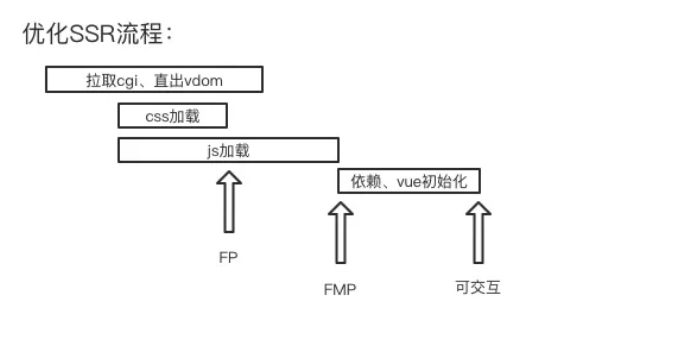 优化SSR流程：
拉取cgi、直出vdom
css加载
js加载
依赖、vue初始化
FP
FMP
可交互